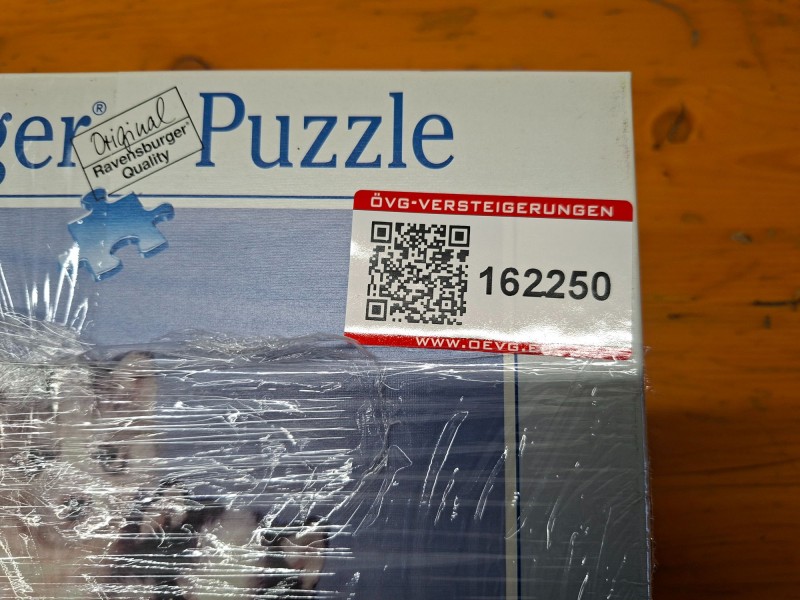 ger® Puzzle
Original
Ravensburger
Quality
ÖVG-VERSTEIGERUNGEN
162250
WWW.OEVG.